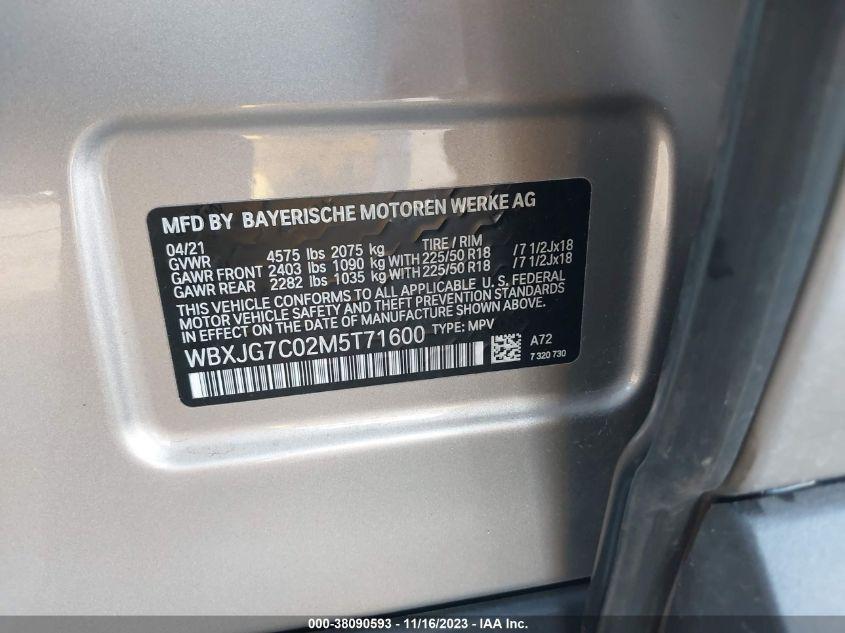 MFD BY BAYERISCHE MOTOREN WERKE AG
04/21 TIRE / RIM
GVWR 4575 lbs 2075 kg
GAWR FRONT 2403 lbs 1090 kg WITH 225/50 R18 /7 1/2Jx18
GAWR REAR 2282 lbs 1035 kg WITH 225/50 R18 /7 1/2Jx18
THIS VEHICLE CONFORMS TO ALL APPLICABLE U.S. FEDERAL
MOTOR VEHICLE SAFETY AND THEFT PREVENTION STANDARDS
IN EFFECT ON THE DATE OF MANUFACTURE SHOWN ABOVE.
WBXJG7C02M5T71600 TYPE: MPV A72
7 320 730
000-38090593 - 11/16/2023 - IAAInc.